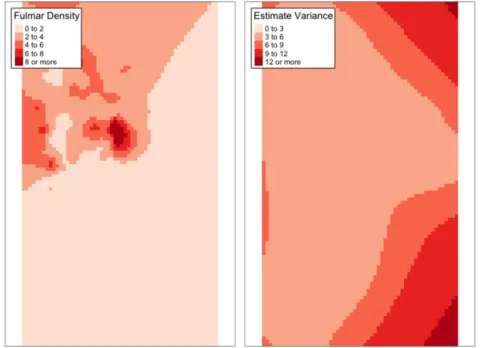 Fulmar Density
0 to 2
2 to 4
4 to 6
6 to 8
8 or more
Estimate Variance
0 to 3
3 to 6
6 to 9
9 to 12
12 or more